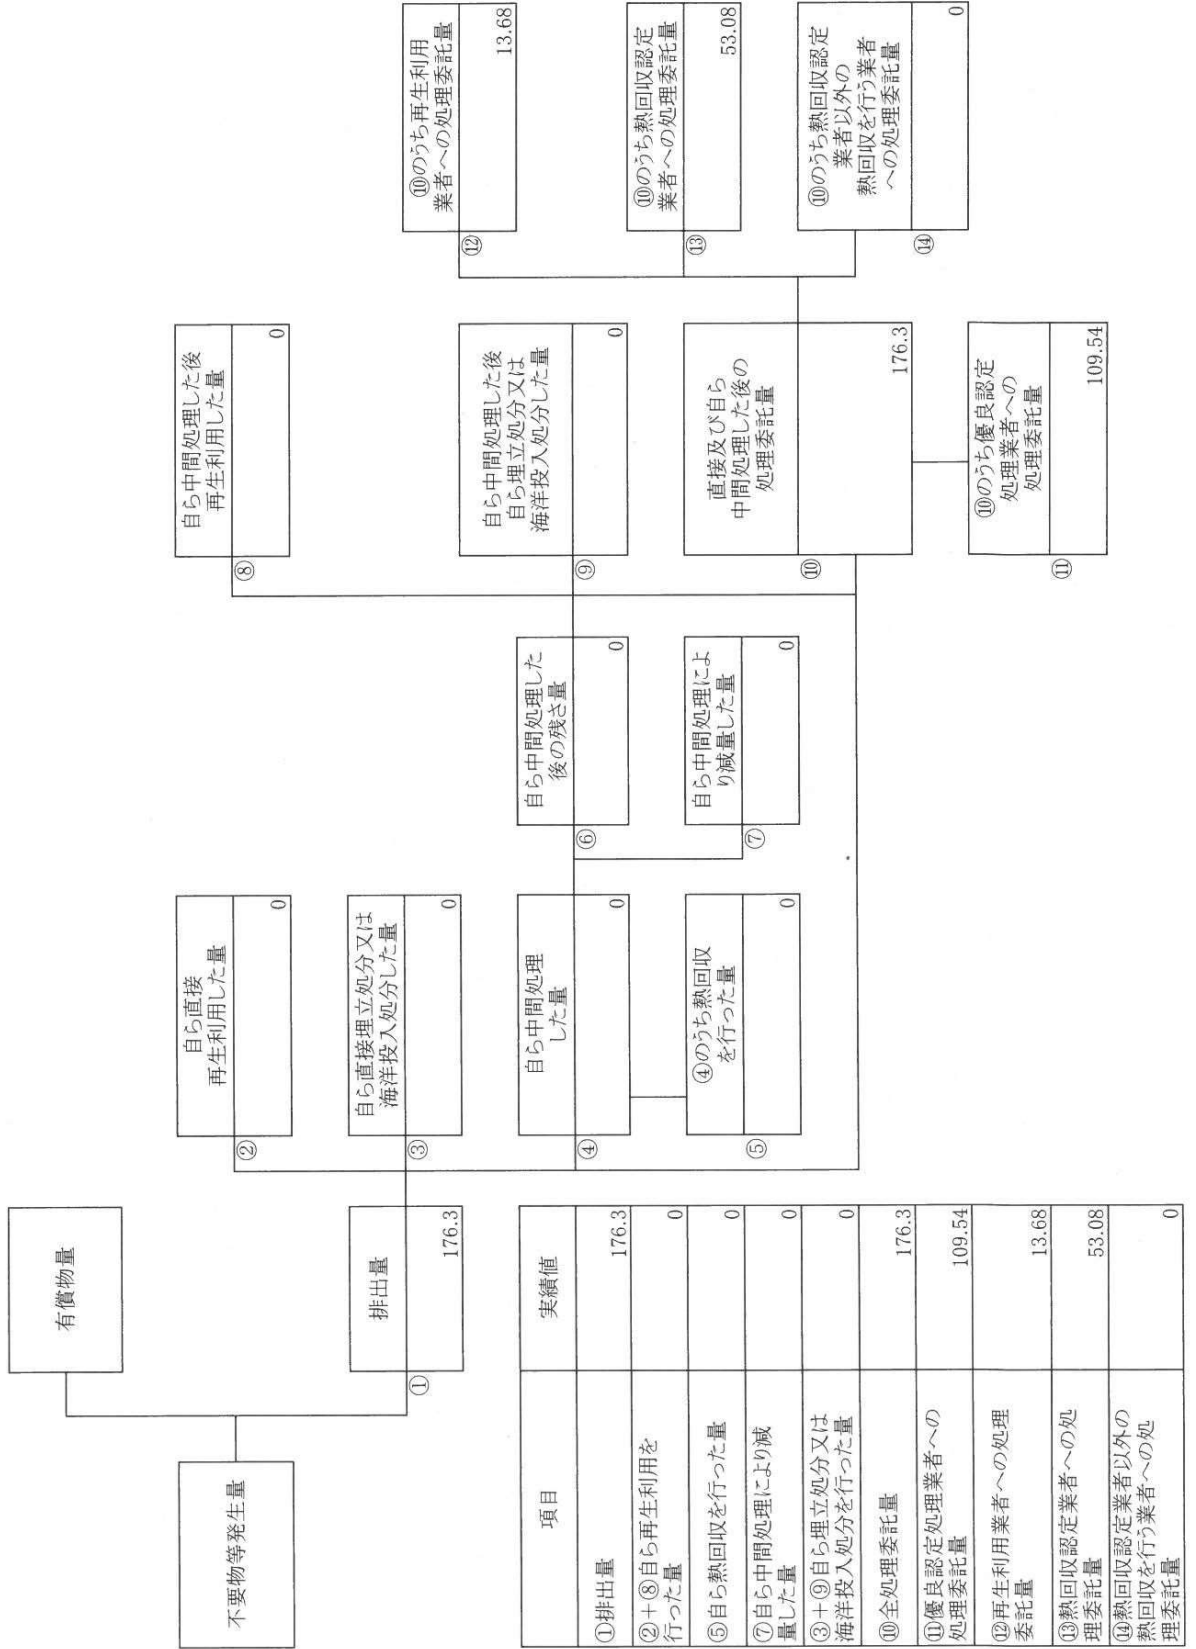 不要物等発生量
有償物量
①
排出量
176.3
②
自ら直接
再生利用した量
0
③
自ら直接埋立処分又は
海洋投入処分した量
0
④
自ら中間処理
した量
0
⑤
④のうち熱回収
を行った量
0
⑥
自ら中間処理した
後の残さ量
0
⑦
自ら中間処理によ
り減量した量
0
⑧
自ら中間処理した後
再生利用した量
0
⑨
自ら中間処理した後
自ら埋立処分又は
海洋投入処分した量
0
⑩
直接及び自ら
中間処理した後の
処理委託量
176.3
⑪
⑩のうち優良認定
処理業者への
処理委託量
109.54
⑫
⑩のうち再生利用
業者への処理委託量
13.68
⑬
⑩のうち熱回収認定
業者への処理委託量
53.08
⑭
⑩のうち熱回収認定
業者以外の
熱回収を行う業者
への処理委託量
0
項目 実績値
①排出量 176.3
②+⑧自ら再生利用を
行った量 0
⑤自ら熱回収を行った量 0
⑦自ら中間処理により減
量した量 0
③+⑨自ら埋立処分又は
海洋投入処分を行った量 0
⑩全処理委託量 176.3
⑪優良認定処理業者への
処理委託量 109.54
⑫再生利用業者への処理
委託量 13.68
⑬熱回収認定業者への処
理委託量 53.08
⑭熱回収認定業者以外の
熱回収を行う業者への処
理委託量 0